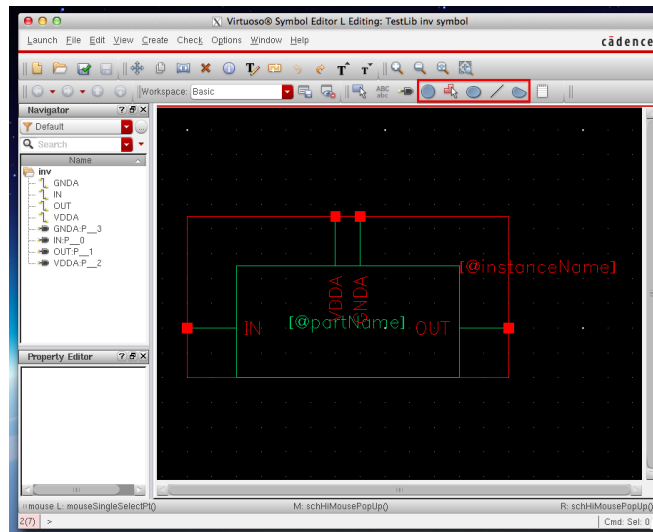 Virtuoso® Symbol Editor L Editing: TestLib inv symbol
Launch File Edit View Create Check Options Window Help
cādence
Workspace: Basic
ABC
abc
Navigator
Default
Search
Name
inv
GNDA
IN
OUT
VDDA
GNDA:P__3
IN:P__0
OUT:P__1
VDDA:P__2
Property Editor
[@instanceName]
VDDA
GNDA
IN
[@partName]
OUT
mouse L: mouseSingleSelectPt()
M: schHiMousePopUp()
R: schHiMousePopUp()
2(7) >
Cmd: Sel: 0